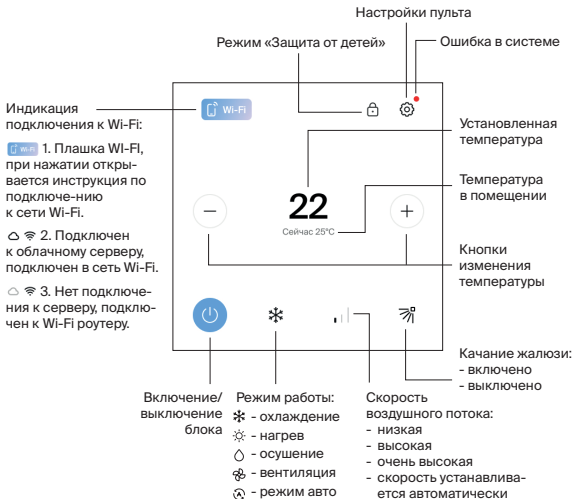 Настройки пульта
Режим «Защита от детей»
Ошибка в системе
Индикация
подключения к Wi-Fi:
Wi-Fi 1. Плашка WI-FI,
при нажатии откры-
вается инструкция по
подключе-нию
к сети Wi-Fi.
2. Подключен
к облачному серверу,
подключен в сеть Wi-Fi.
3. Нет подключе-
ния к серверу, подклю-
чен к Wi-Fi роутеру.
Wi-Fi
22
Сейчас 25°C
Установленная
температура
Температура
в помещении
Кнопки
изменения
температуры
Качание жалюзи:
- включено
- выключено
Включение/
выключение
блока
Режим работы:
- охлаждение
- нагрев
- осушение
- вентиляция
- режим авто
Скорость
воздушного потока:
- низкая
- высокая
- очень высокая
- скорость устанавлива-
ется автоматически